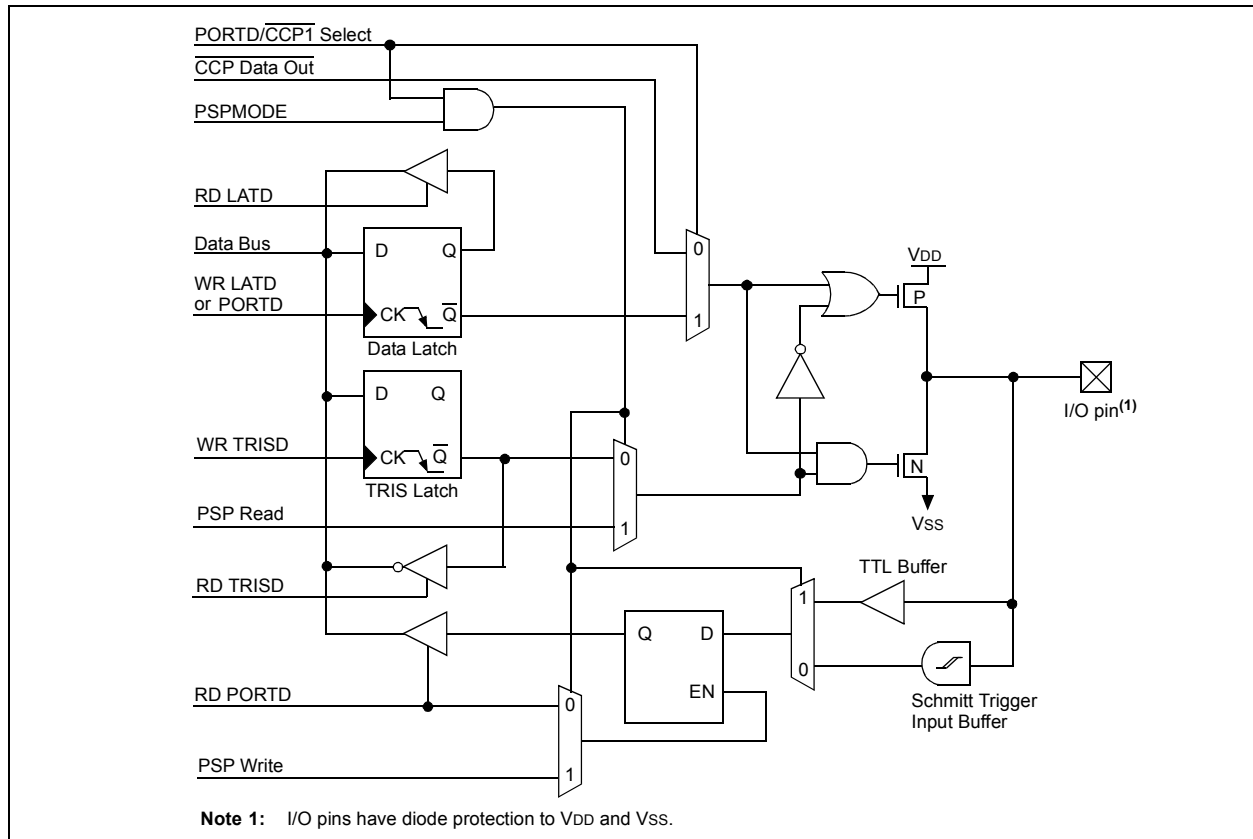 PORTD/CCP1 Select
CCP Data Out
PSPMODE
RD LATD
Data Bus
WR LATD
or PORTD
D Q
CK Q
Data Latch
D Q
WR TRISD
CK Q
TRIS Latch
PSP Read
RD TRISD
RD PORTD
PSP Write
0
1
0
1
0
1
Q D
EN
1
0
TTL Buffer
Schmitt Trigger
Input Buffer
VDD
P
N
VSS
I/O pin(1)
Note 1: I/O pins have diode protection to VDD and VSS.